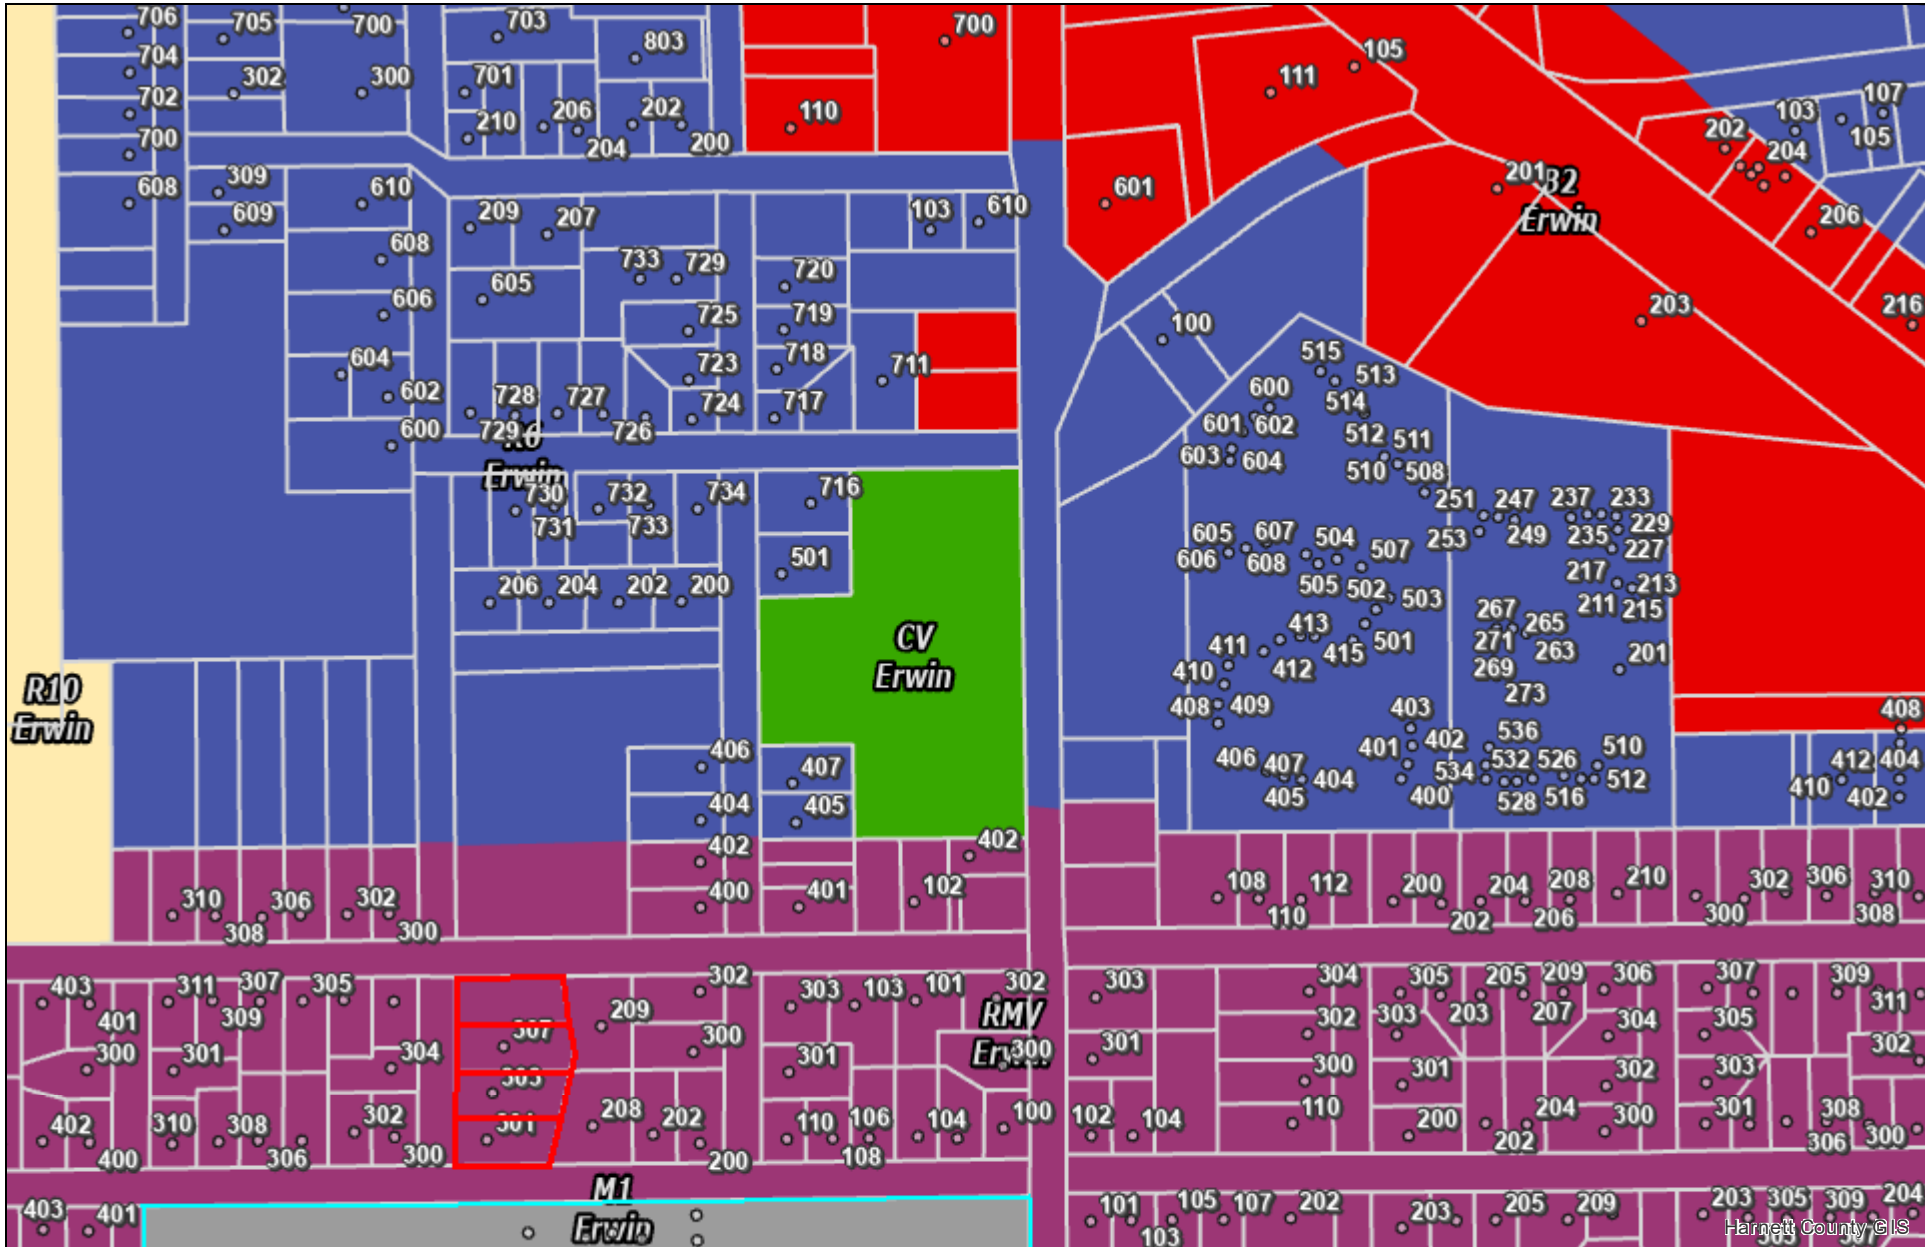 706 705 700 703 803 700
704 302 300 701 206 202 110 111 105
702 210 204 200 103 107 105
700 202 204
608 309 610 209 207 103 610 601 201 B2
609 Erwin 206
608 733 729 720
606 605 725 719 100 203 216
604 723 718 711 515 513
602 728 727 724 717 600 514
600 729 R6 726 601 602 512 511
Erwin 603 604 510 508
730 732 734 716 251 247 237 233
731 733 253 249 235 229
501 605 607 504 507 227
606 608 505 502 503 217 213
206 204 202 200 211 215
CV 413 267 265
Erwin 411 412 415 501 271 263 201
R10 410 269
Erwin 408 409 403 273 408
406 407 406 407 401 402 536 510 412 404
404 405 405 404 400 534 532 526 512 410 402
402 402 528 516
400 401 102 108 112 200 204 208 210 302 306 310
310 306 302 110 202 206 300 308
308 300
403 311 307 305 302 303 103 101 302 303 304 305 205 209 306 307 309
401 309 307 209 RMV 302 303 203 207 304 305 311
300 301 304 300 301 Erwin 300 301 300 301 302 303 302
303
402 310 308 302 301 208 202 110 106 104 100 102 104 110 200 204 300 301 308
400 306 300 200 108 202 306 300
M1
Erwin
403 401 101 105 107 202 203 205 209 203 305 309 204
103 303 307
Harnett County GIS